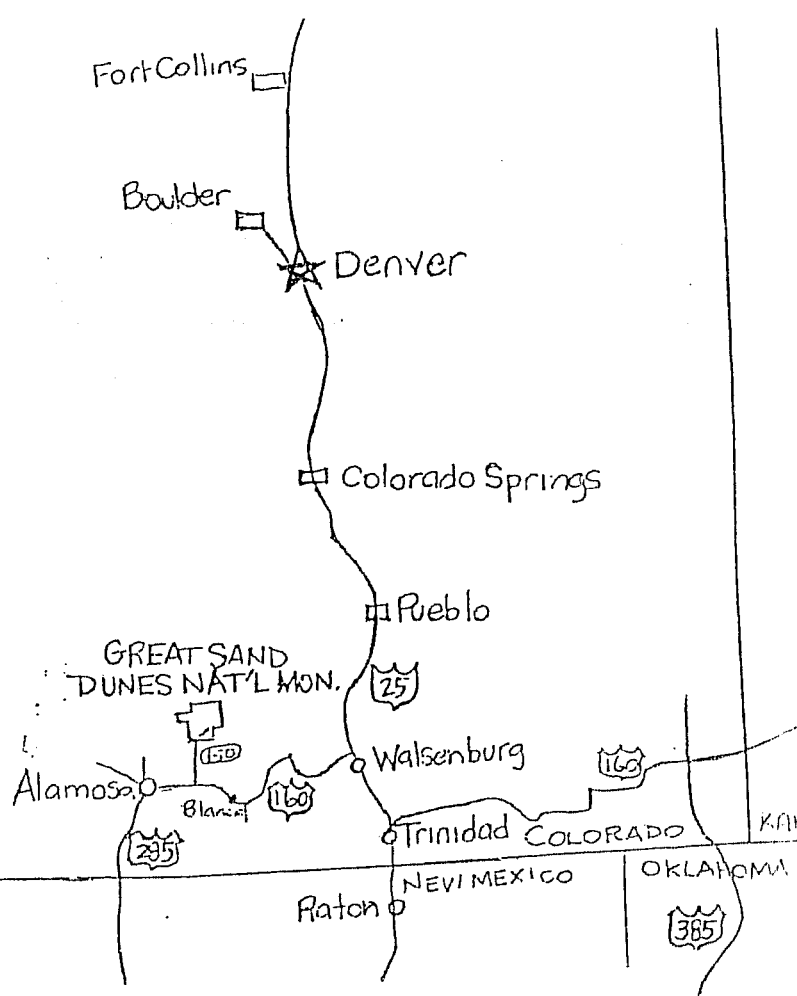 Fort Collins
Boulder
Denver
Colorado Springs
Pueblo
GREAT SAND
DUNES NAT'L MON.
25
150
Walsenburg
160
Alamosa
160
285
Trinidad
COLORADO
NEVI MEXICO
OKLAHOMA
Raton
385